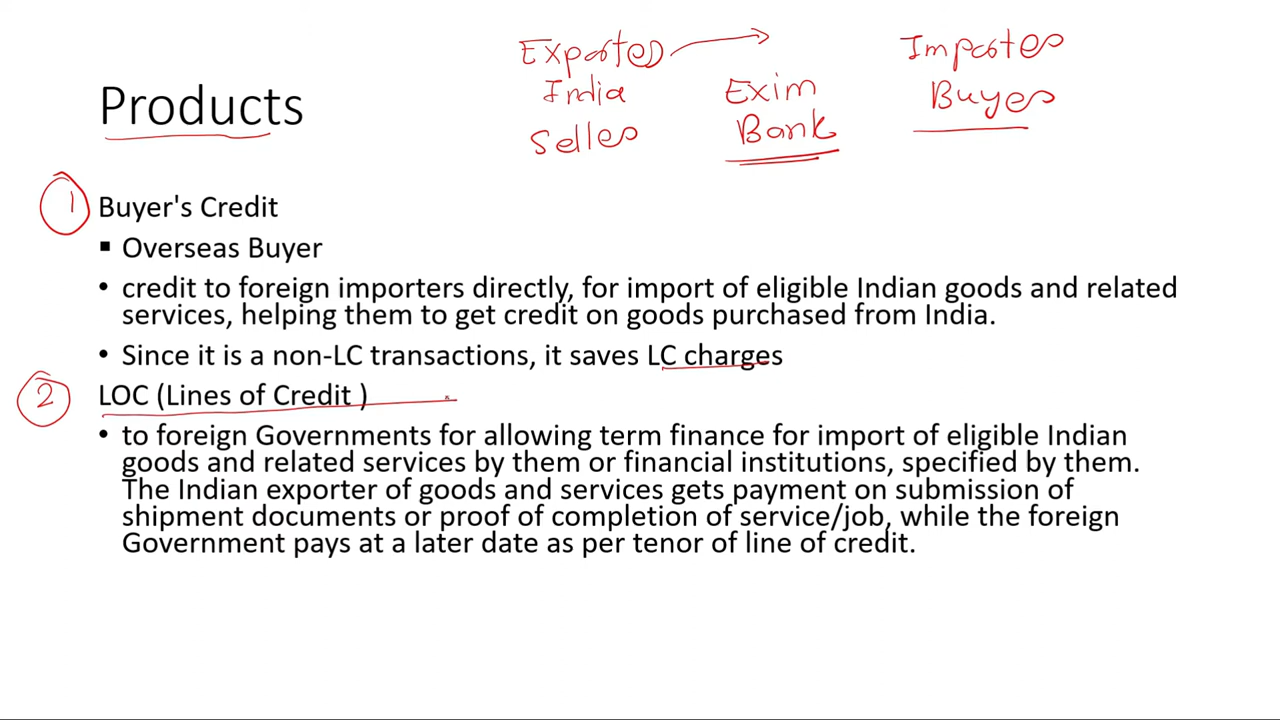 Exporter
Importer
India
Exim
Buyer
Products
Seller
Bank
1
Buyer's Credit
▪ Overseas Buyer
• credit to foreign importers directly, for import of eligible Indian goods and related
services, helping them to get credit on goods purchased from India.
• Since it is a non-LC transactions, it saves LC charges
2
LOC (Lines of Credit )
• to foreign Governments for allowing term finance for import of eligible Indian
goods and related services by them or financial institutions, specified by them.
The Indian exporter of goods and services gets payment on submission of
shipment documents or proof of completion of service/job, while the foreign
Government pays at a later date as per tenor of line of credit.